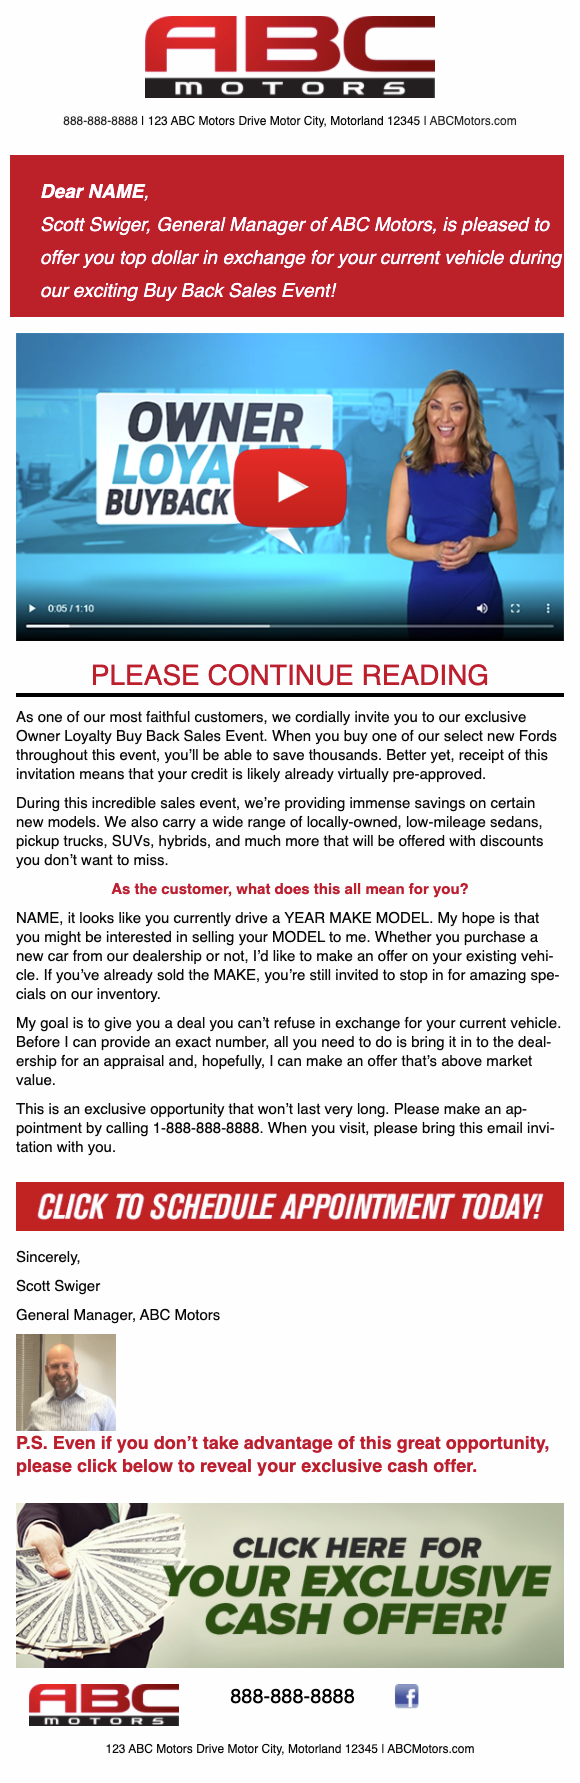 ABC
MOTORS
888-888-8888 | 123 ABC Motors Drive Motor City, Motorland 12345 | ABCMotors.com
Dear NAME,
Scott Swiger, General Manager of ABC Motors, is pleased to
offer you top dollar in exchange for your current vehicle during
our exciting Buy Back Sales Event!
OWNER
LOYALTY
BUYBACK
0:05 / 1:10
PLEASE CONTINUE READING
As one of our most faithful customers, we cordially invite you to our exclusive
Owner Loyalty Buy Back Sales Event. When you buy one of our select new Fords
throughout this event, you’ll be able to save thousands. Better yet, receipt of this
invitation means that your credit is likely already virtually pre-approved.
During this incredible sales event, we’re providing immense savings on certain
new models. We also carry a wide range of locally-owned, low-mileage sedans,
pickup trucks, SUVs, hybrids, and much more that will be offered with discounts
you don’t want to miss.
As the customer, what does this all mean for you?
NAME, it looks like you currently drive a YEAR MAKE MODEL. My hope is that
you might be interested in selling your MODEL to me. Whether you purchase a
new car from our dealership or not, I’d like to make an offer on your existing vehi-
cle. If you’ve already sold the MAKE, you’re still invited to stop in for amazing spe-
cials on our inventory.
My goal is to give you a deal you can’t refuse in exchange for your current vehicle.
Before I can provide an exact number, all you need to do is bring it in to the deal-
ership for an appraisal and, hopefully, I can make an offer that’s above market
value.
This is an exclusive opportunity that won’t last very long. Please make an ap-
pointment by calling 1-888-888-8888. When you visit, please bring this email invi-
tation with you.
CLICK TO SCHEDULE APPOINTMENT TODAY!
Sincerely,
Scott Swiger
General Manager, ABC Motors
P.S. Even if you don’t take advantage of this great opportunity,
please click below to reveal your exclusive cash offer.
CLICK HERE FOR
YOUR EXCLUSIVE
CASH OFFER!
ABC
MOTORS
888-888-8888
f
123 ABC Motors Drive Motor City, Motorland 12345 | ABCMotors.com